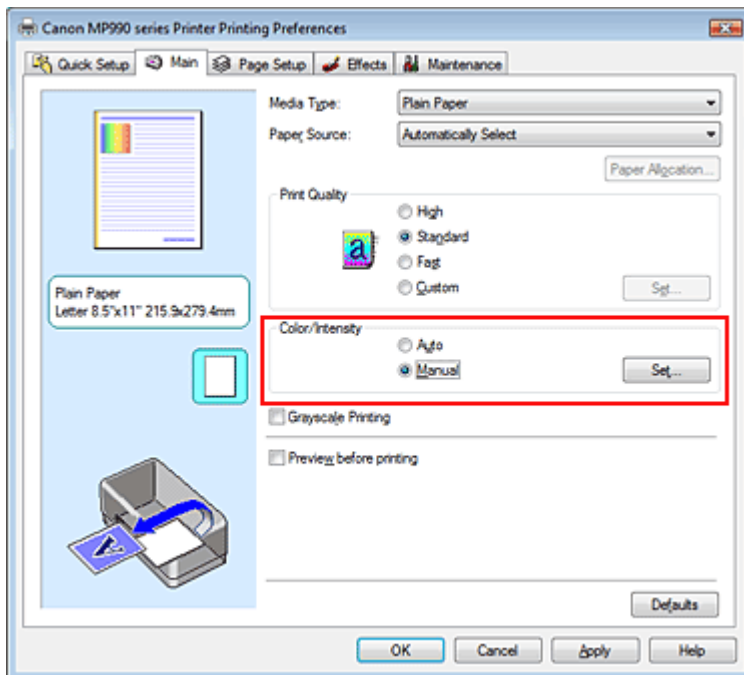 Canon MP990 series Printer Printing Preferences
Quick Setup Main Page Setup Effects Maintenance
Media Type: Plain Paper
Paper Source: Automatically Select
Paper Allocation...
Print Quality
High
Standard
Fast
Custom Set...
Plain Paper
Letter 8.5"x11" 215.9x279.4mm
Color/Intensity
Auto
Manual Set...
Grayscale Printing
Preview before printing
Defaults
OK Cancel Apply Help